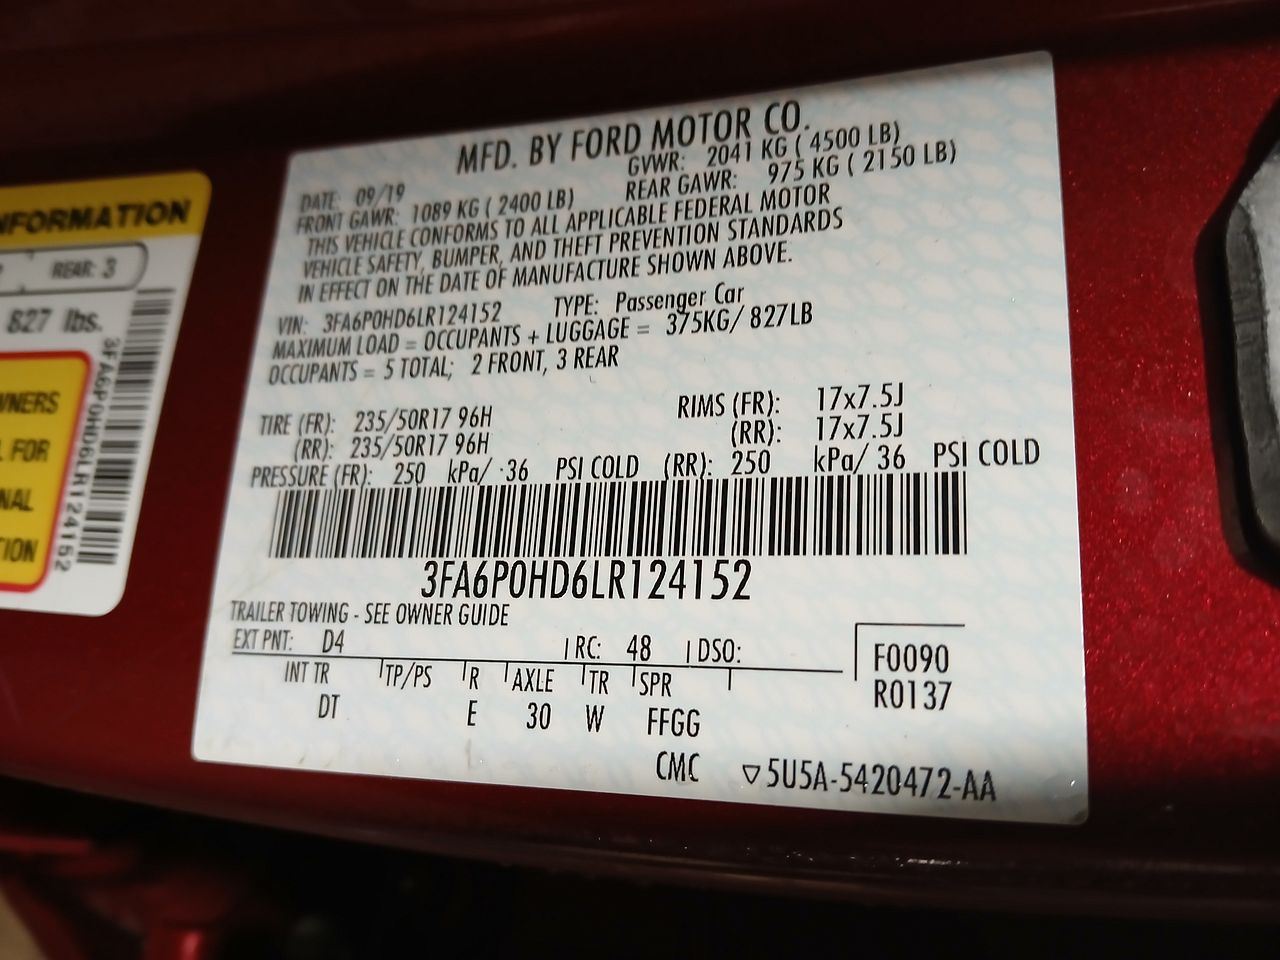 NFORMATION
REAR: 3
827 lbs.
WNERS
L FOR
NAL
TION
3FA6P0HD6LR124152
MFD. BY FORD MOTOR CO.
DATE: 09/19 GVWR: 2041 KG ( 4500 LB)
FRONT GAWR: 1089 KG ( 2400 LB) REAR GAWR: 975 KG ( 2150 LB)
THIS VEHICLE CONFORMS TO ALL APPLICABLE FEDERAL MOTOR
VEHICLE SAFETY, BUMPER, AND THEFT PREVENTION STANDARDS
IN EFFECT ON THE DATE OF MANUFACTURE SHOWN ABOVE.
VIN: 3FA6P0HD6LR124152 TYPE: Passenger Car
MAXIMUM LOAD = OCCUPANTS + LUGGAGE = 375KG/ 827LB
OCCUPANTS = 5 TOTAL; 2 FRONT, 3 REAR
TIRE (FR): 235/50R17 96H RIMS (FR): 17x7.5J
(RR): 235/50R17 96H (RR): 17x7.5J
PRESSURE (FR): 250 kPa/ 36 PSI COLD (RR): 250 kPa/ 36 PSI COLD
3FA6P0HD6LR124152
TRAILER TOWING - SEE OWNER GUIDE
EXT PNT: D4 RC: 48 DSO: F0090
INT TR TP/PS R AXLE TR SPR R0137
DT E 30 W FFGG
CMC ▽5U5A-5420472-AA